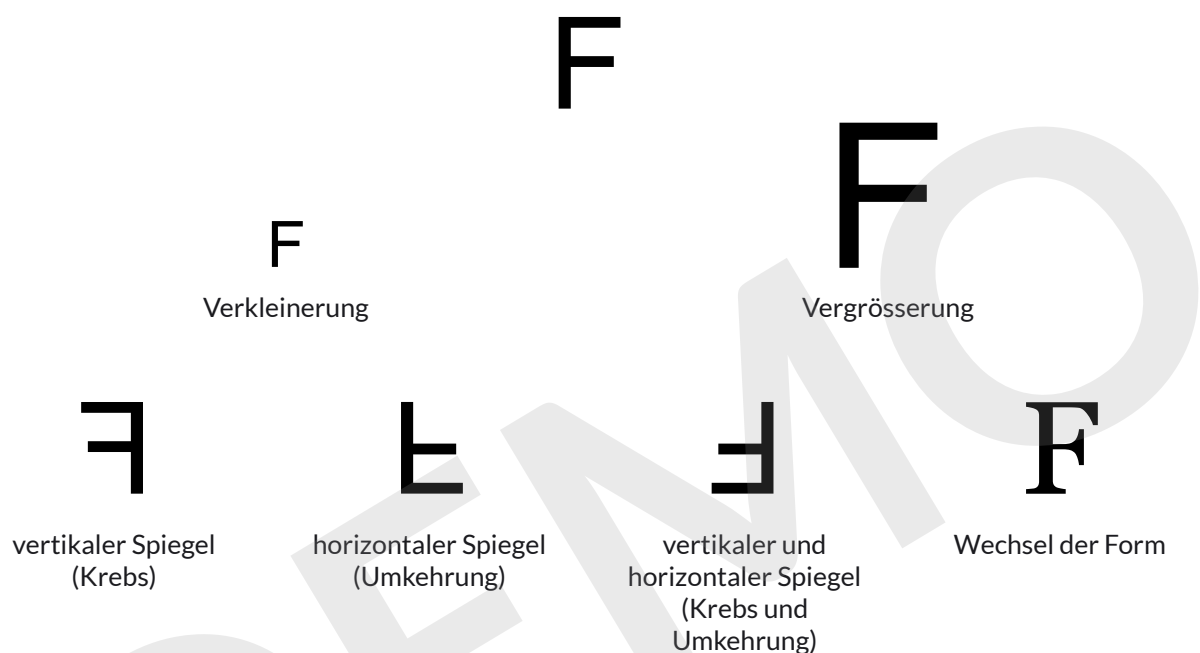 F
F
F
Verkleinerung
Vergrösserung
F
F
F
F
vertikaler Spiegel
(Krebs)
horizontaler Spiegel
(Umkehrung)
vertikaler und
horizontaler Spiegel
(Krebs und
Umkehrung)
Wechsel der Form
DEMO